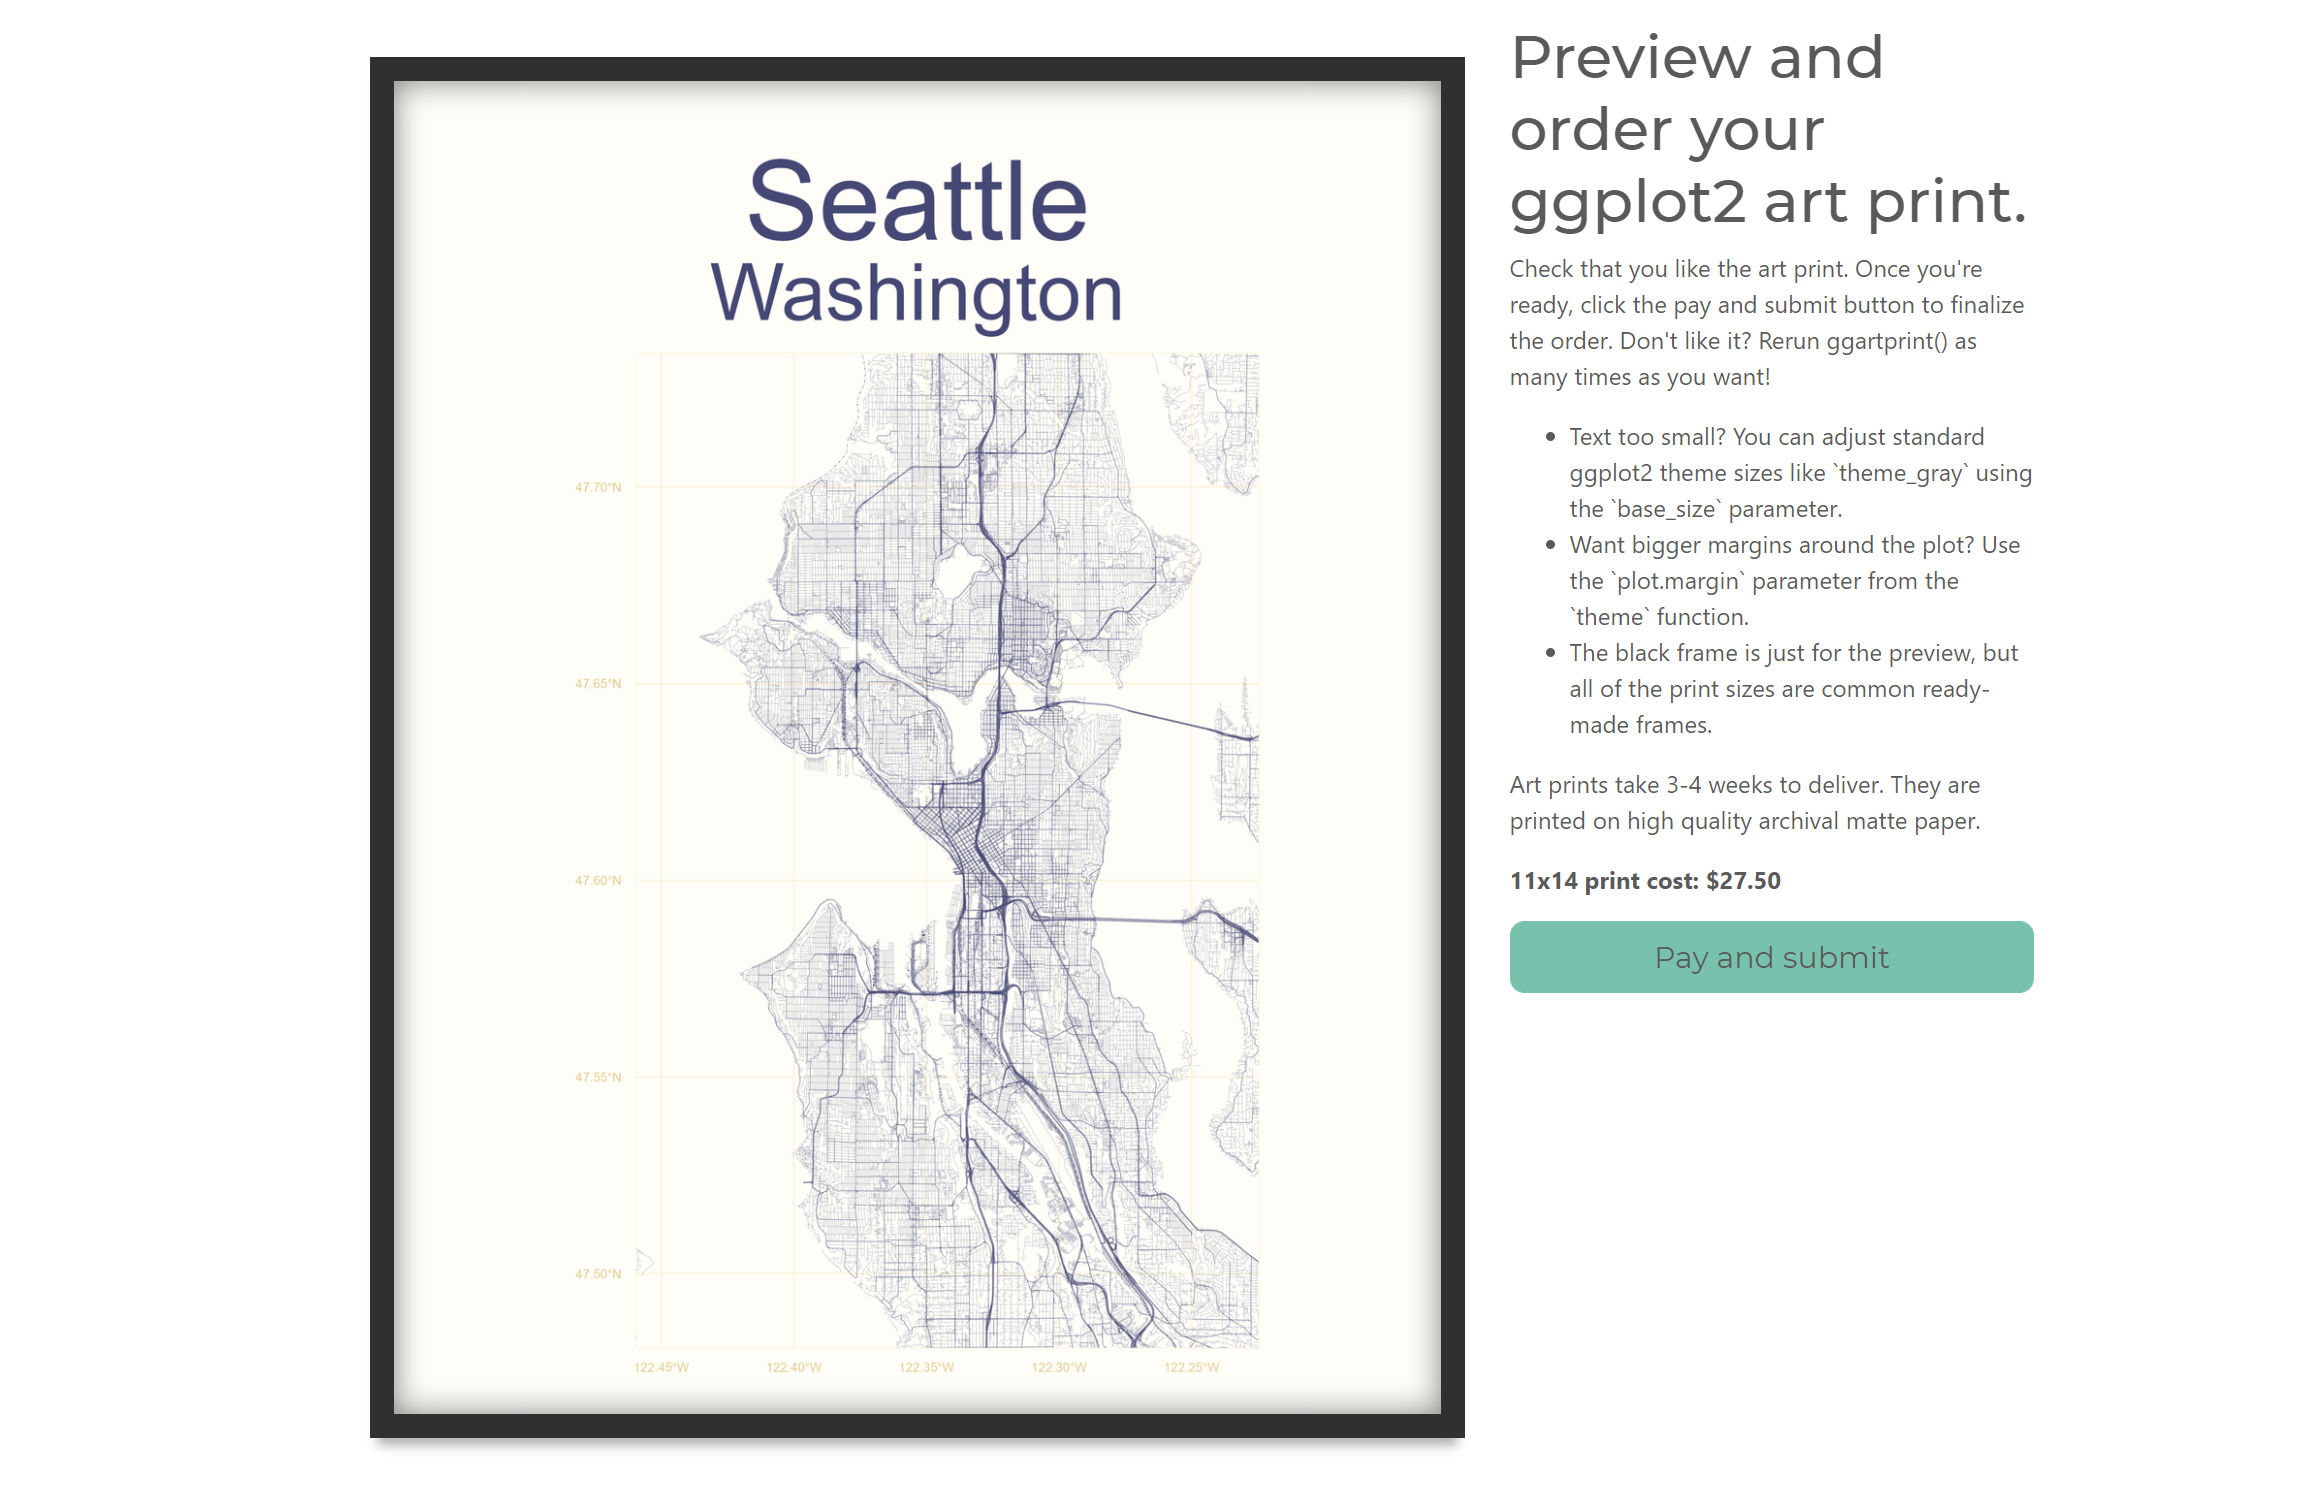 Seattle
Washington
47.70°N
47.65°N
47.60°N
47.55°N
47.50°N
122.45°W 122.40°W 122.35°W 122.30°W 122.25°W
Preview and
order your
ggplot2 art print.
Check that you like the art print. Once you're
ready, click the pay and submit button to finalize
the order. Don't like it? Rerun ggartprint() as
many times as you want!
• Text too small? You can adjust standard
ggplot2 theme sizes like `theme_gray` using
the `base_size` parameter.
• Want bigger margins around the plot? Use
the `plot.margin` parameter from the
`theme` function.
• The black frame is just for the preview, but
all of the print sizes are common ready-
made frames.
Art prints take 3-4 weeks to deliver. They are
printed on high quality archival matte paper.
11x14 print cost: $27.50
Pay and submit